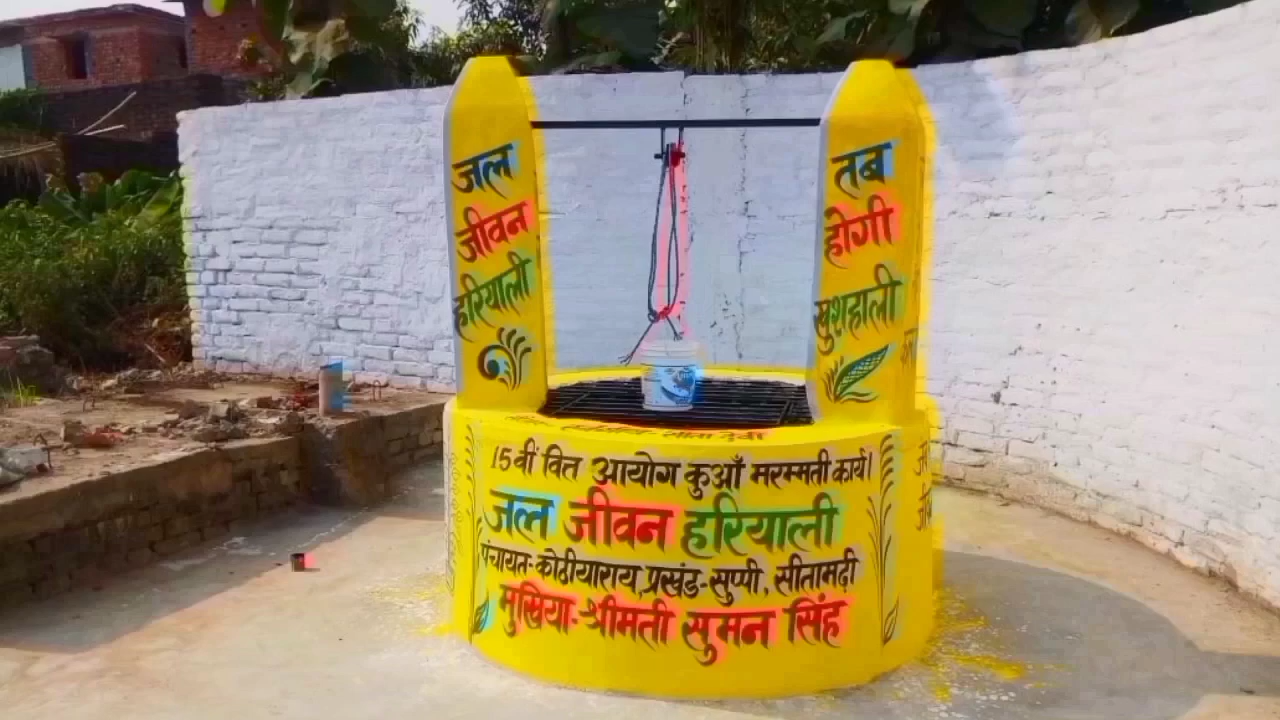 जल
जीवन
हरियाली
तब
होगी
खुशहाली
15वीं वित आयोग कुआँ मरम्मती कार्य।
जल जीवन हरियाली
पंचायत-कोठीयाराय,प्रखंड-सुप्पी, सीतामढ़ी
मुखिया-श्रीमती सुमन सिंह